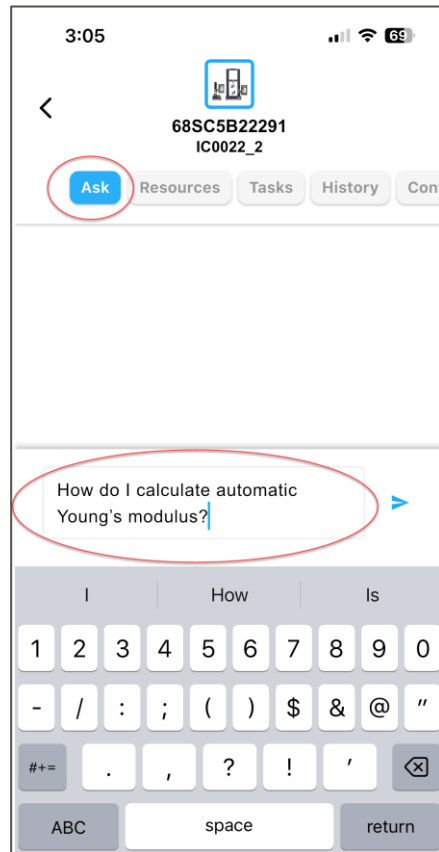 3:05
69
68SC5B22291
IC0022_2
Ask Resources Tasks History Con
How do I calculate automatic
Young's modulus?
I How Is
1 2 3 4 5 6 7 8 9 0
- / : ; ( ) $ & @ "
#+= . , ? ! ’
ABC space return